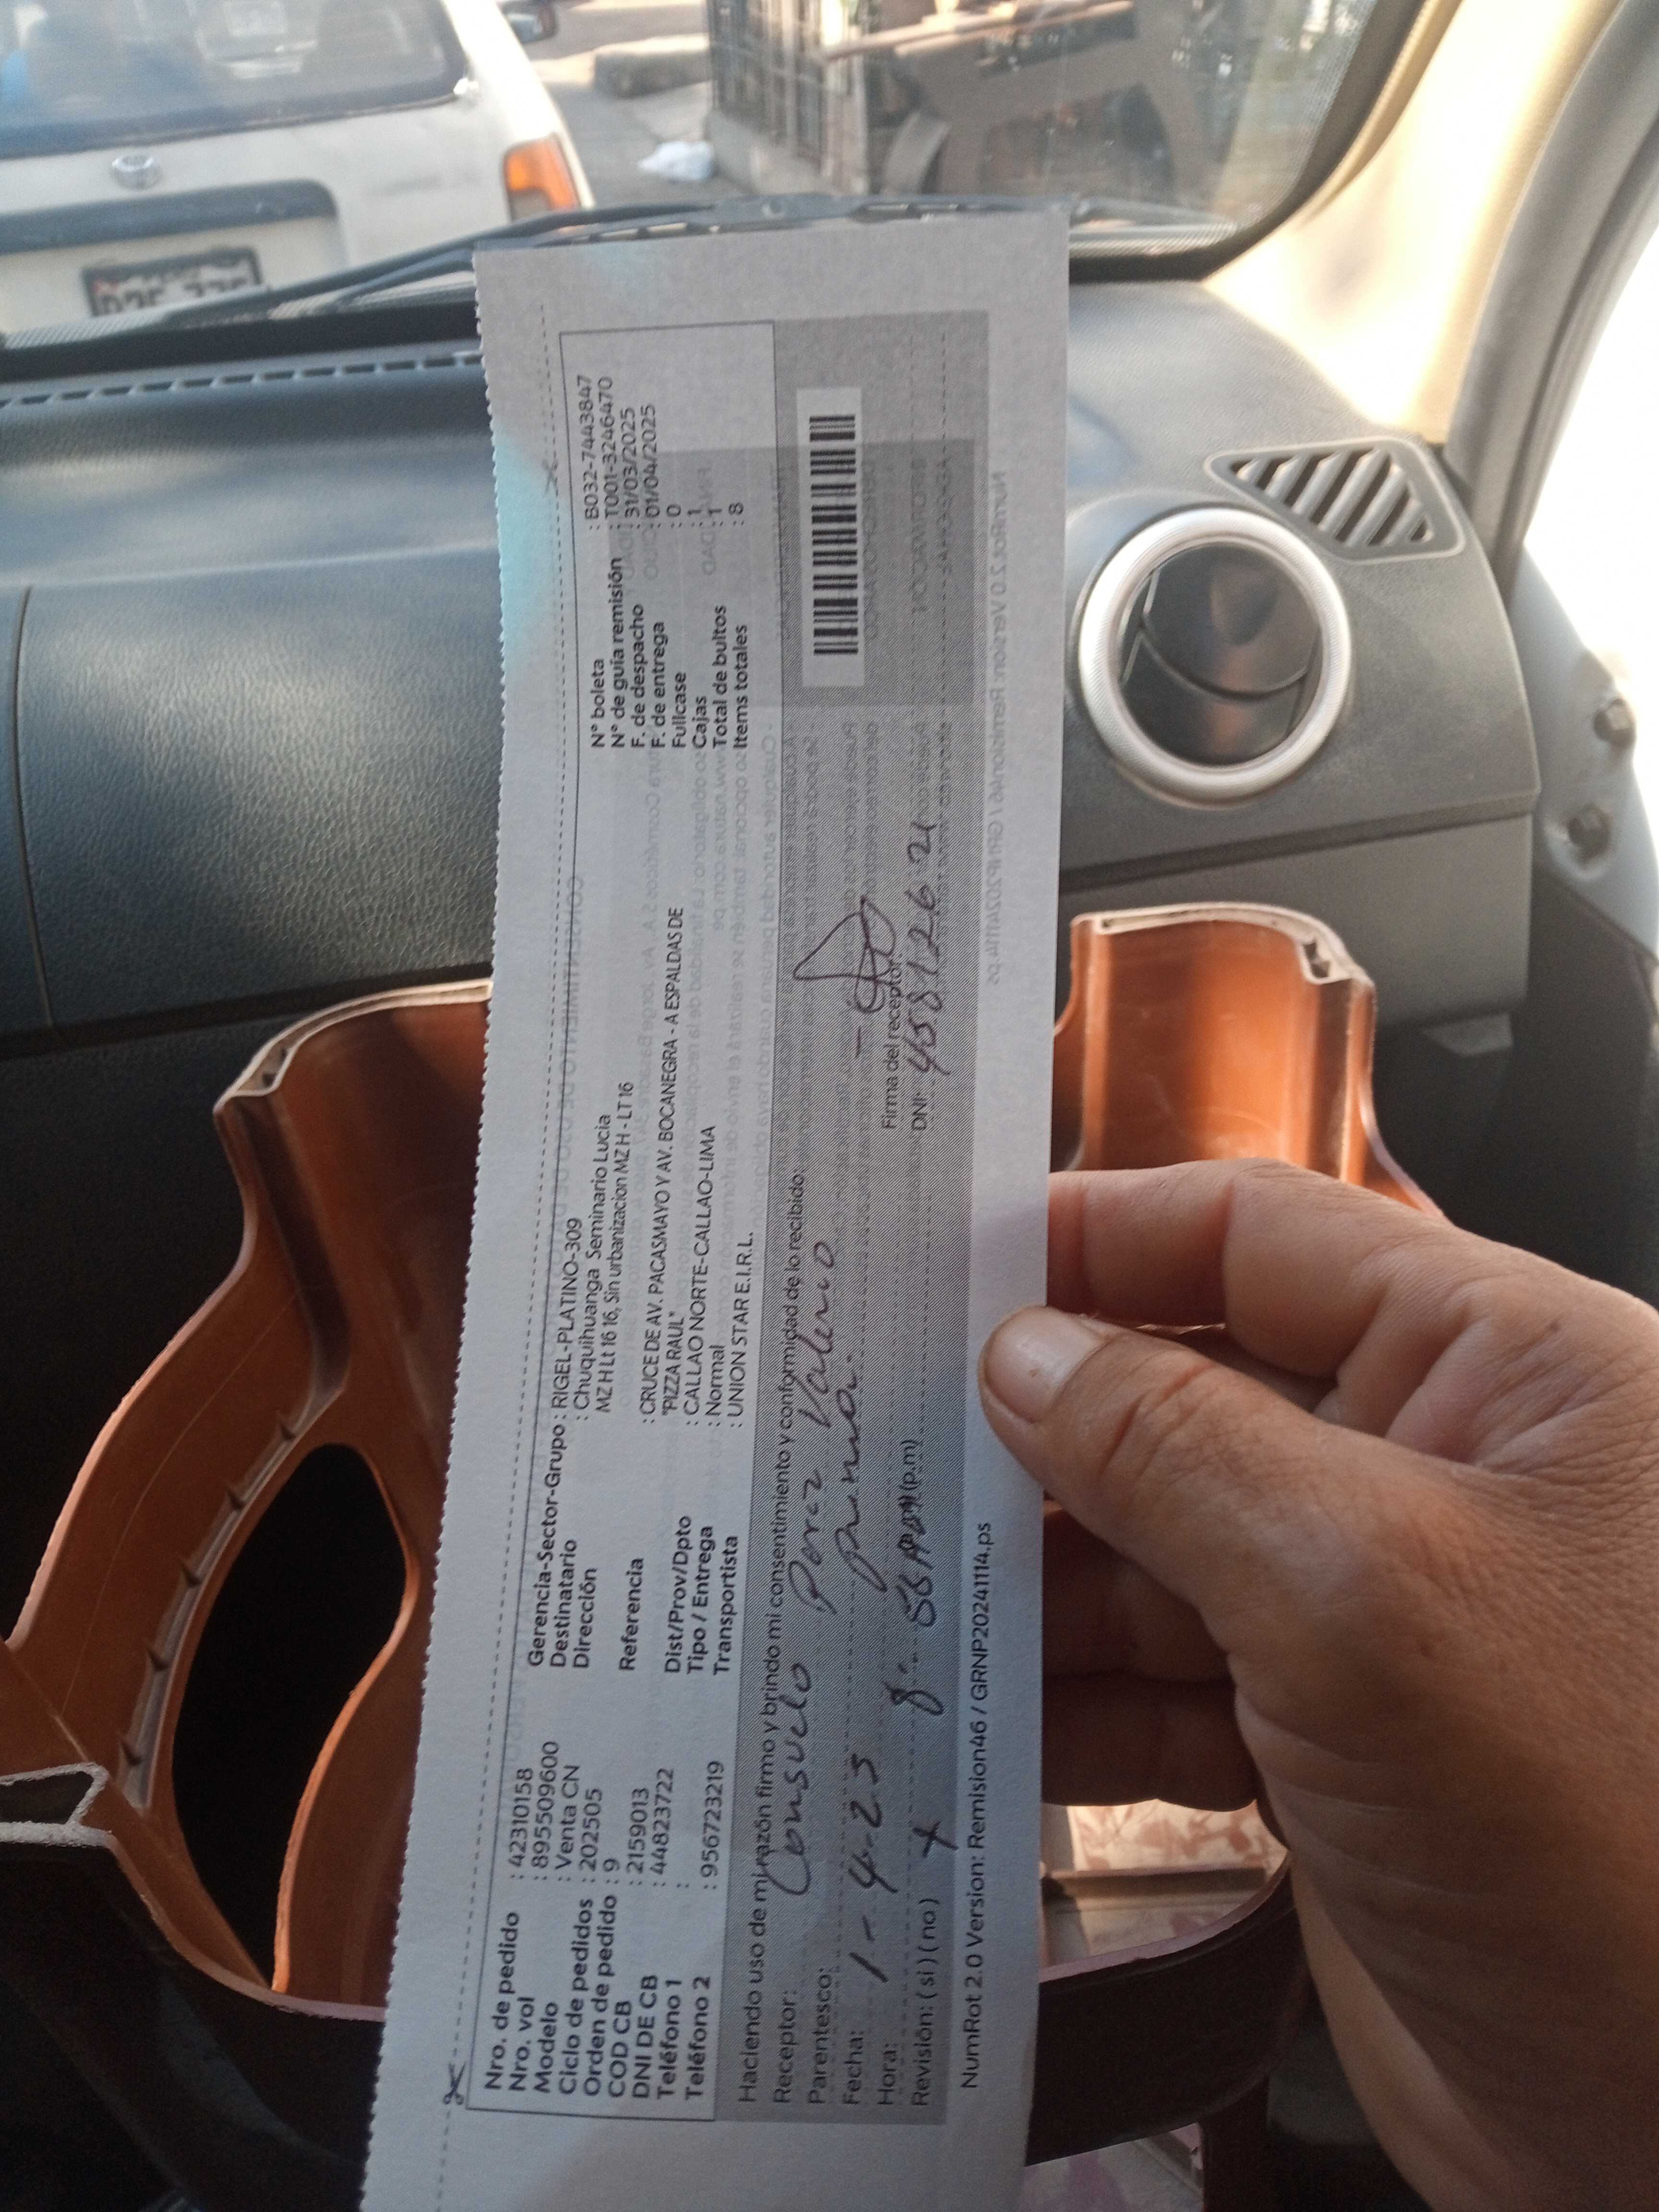 Nro. de pedido : 42310158
Nro. vol : 895509600
Modelo : Venta CN
Ciclo de pedidos : 202505
Orden de pedido : 9
COD CB : 2159013
DNI DE CB : 44823722
Teléfono 1 :
Teléfono 2 : 956723219
Gerencia-Sector-Grupo : RIGEL-PLATINO-309
Destinatario : Chuquihuanga Seminario Lucia
Dirección MZ H Lt 16 16, Sin urbanizacion MZ H - LT 16
Referencia : CRUCE DE AV. PACASMAYO Y AV. BOCANEGRA - A ESPALDAS DE
"PIZZA RAUL"
Dist/Prov/Dpto : CALLAO NORTE-CALLAO-LIMA
Tipo / Entrega : Normal
Transportista : UNION STAR E.I.R.L.
N° boleta : B032-7443847
N° de guía remisión : T001-3246470
F. de despacho : 31/03/2025
F. de entrega : 01/04/2025
Fullcase : 0
Cajas : 1
Total de bultos : 1
Items totales : 8
Haciendo uso de mi razón firmo y brindo mi consentimiento y conformidad de lo recibido:
Receptor: Consuelo Perez Valerio
Parentesco: prima.
Fecha: 1-4-25
Hora: 8:55 (p.m)
Revisión: ( si ) ( no ) X
Firma del receptor:
DNI: 45812621
NumRot 2.0 Version: Remision46 / GRNP20241114.ps